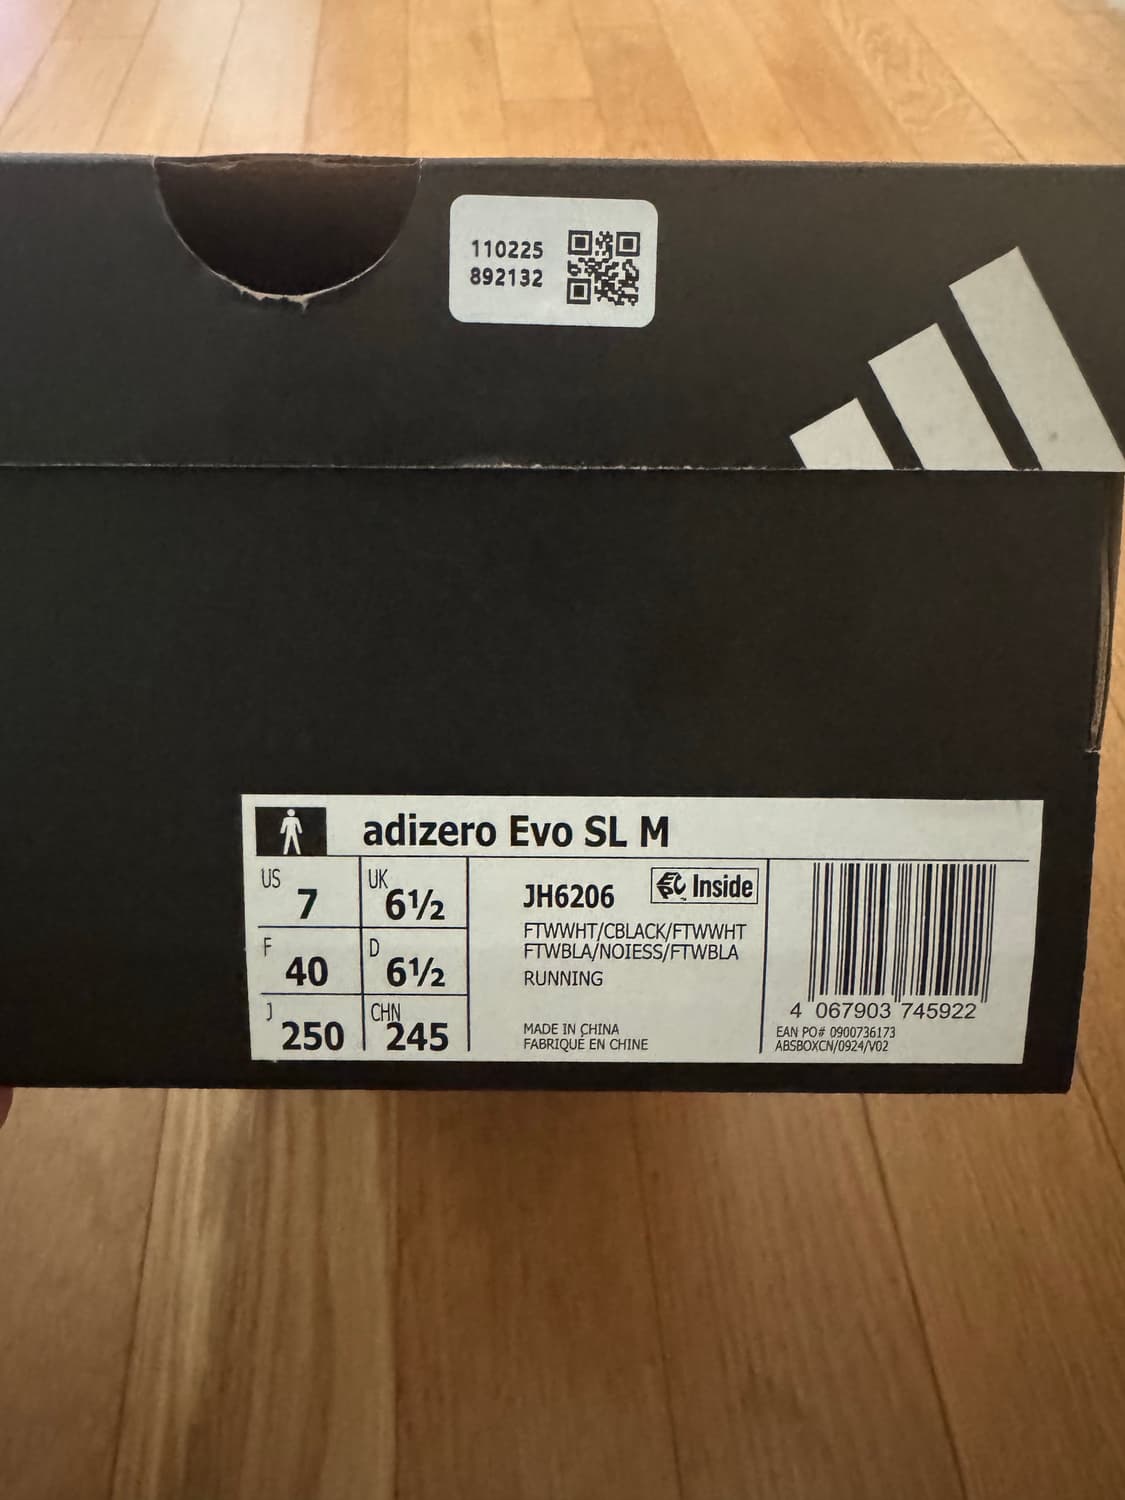 110225
892132
adizero Evo SL M
US 7 UK 6½
F 40 D 6½
J 250 CHN 245
JH6206
Inside
FTWWHT/CBLACK/FTWWHT
FTWBLA/NOIESS/FTWBLA
RUNNING
MADE IN CHINA
FABRIQUÉ EN CHINE
4 067903 745922
EAN PO# 0900736173
ABSBOXCN/0924/V02